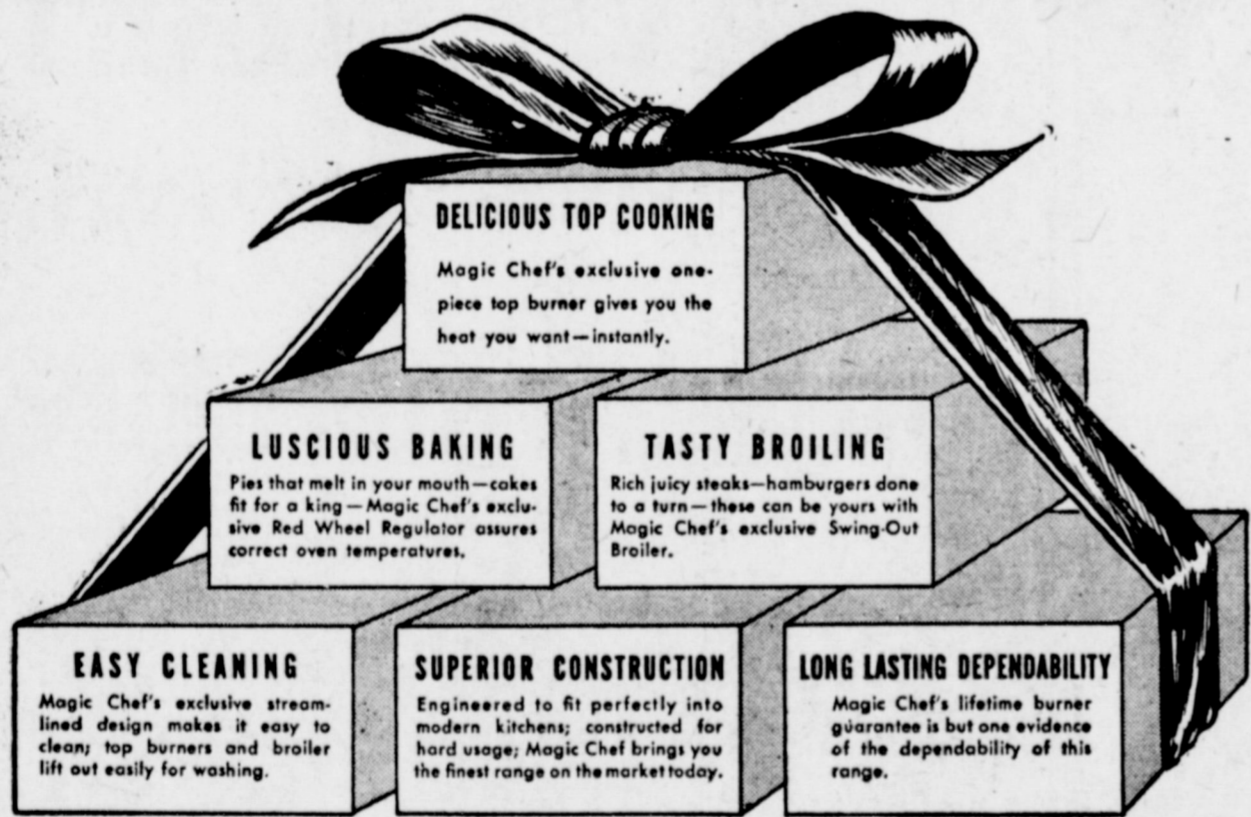 DELICIOUS TOP COOKING
Magic Chef's exclusive one-
piece top burner gives you the
heat you want—instantly.
LUSCIOUS BAKING
Pies that melt in your mouth—cakes
fit for a king—Magic Chef's exclu-
sive Red Wheel Regulator assures
correct oven temperatures.
TASTY BROILING
Rich juicy steaks—hamburgers done
to a turn—these can be yours with
Magic Chef's exclusive Swing-Out
Broiler.
EASY CLEANING
Magic Chef's exclusive stream-
lined design makes it easy to
clean; top burners and broiler
lift out easily for washing.
SUPERIOR CONSTRUCTION
Engineered to fit perfectly into
modern kitchens; constructed for
hard usage; Magic Chef brings you
the finest range on the market today.
LONG LASTING DEPENDABILITY
Magic Chef's lifetime burner
guarantee is but one evidence
of the dependability of this
range.